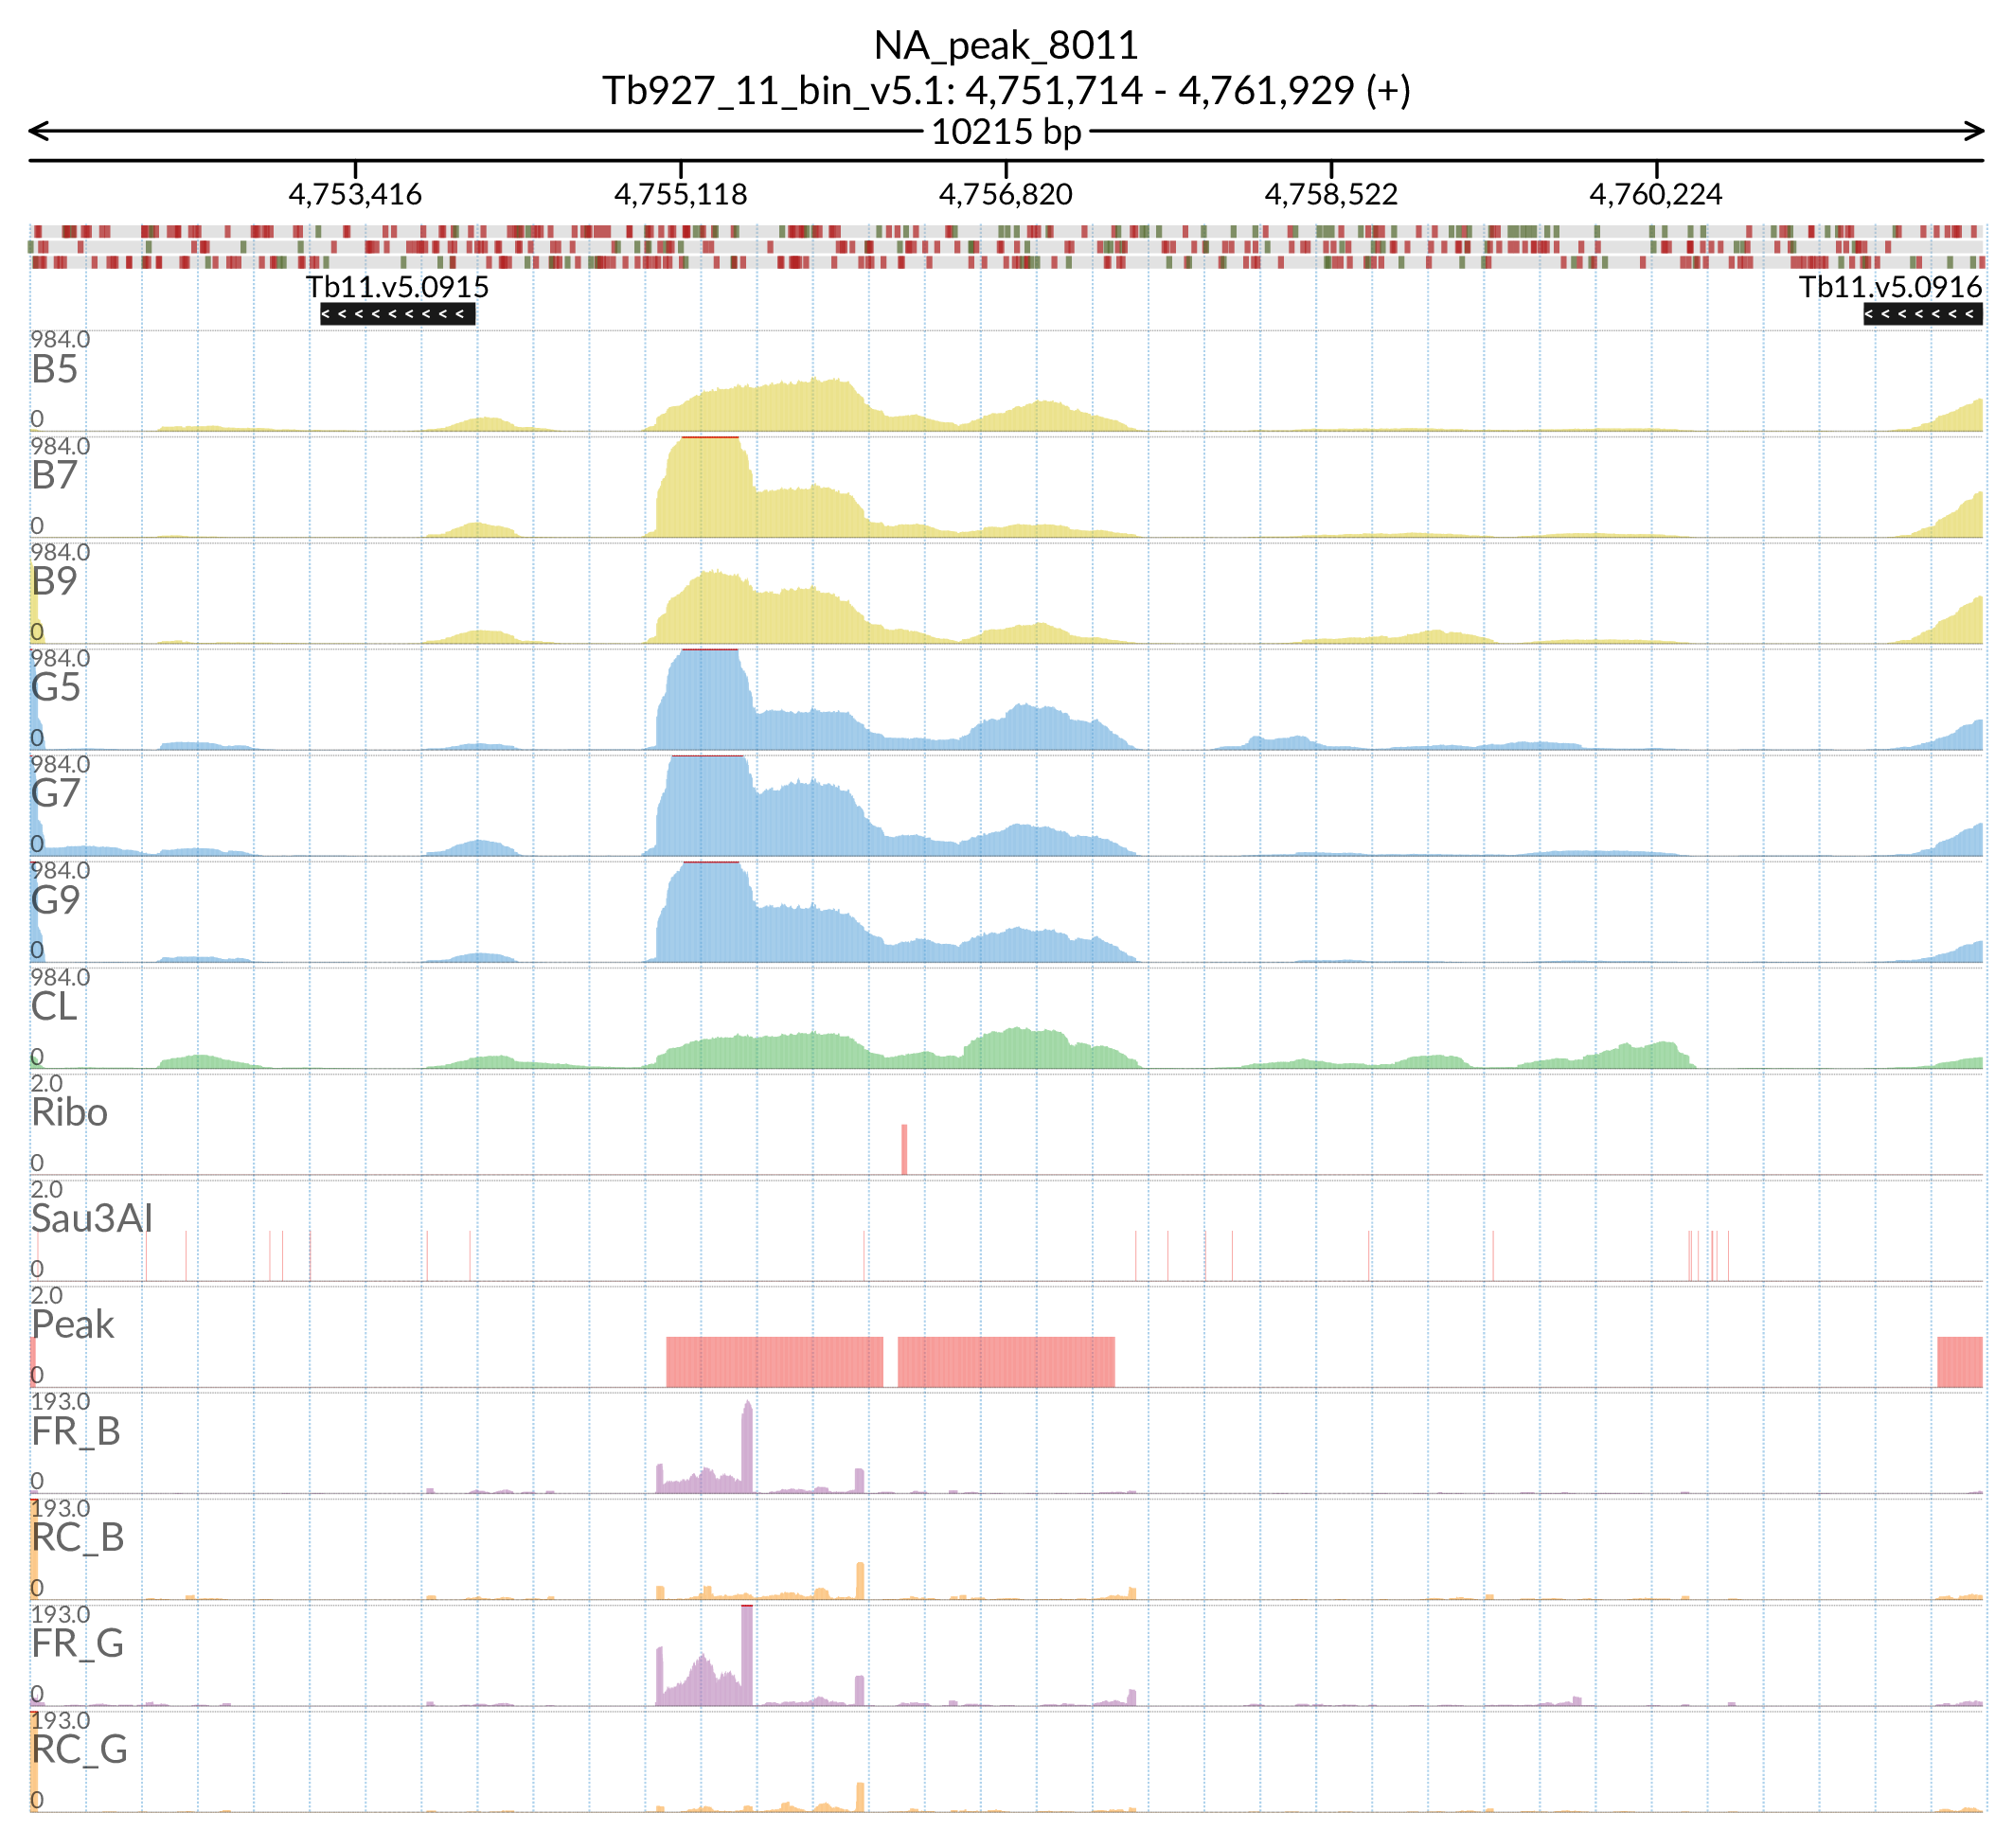 NA_peak_8011
Tb927_11_bin_v5.1: 4,751,714 - 4,761,929 (+)
10215 bp
4,753,416 4,755,118 4,756,820 4,758,522 4,760,224
Tb11.v5.0915 Tb11.v5.0916
984.0
B5
0
984.0
B7
0
984.0
B9
0
984.0
G5
0
984.0
G7
0
984.0
G9
0
984.0
CL
0
2.0
Ribo
0
2.0
Sau3AI
0
2.0
Peak
0
193.0
FR_B
0
193.0
RC_B
0
193.0
FR_G
0
193.0
RC_G
0